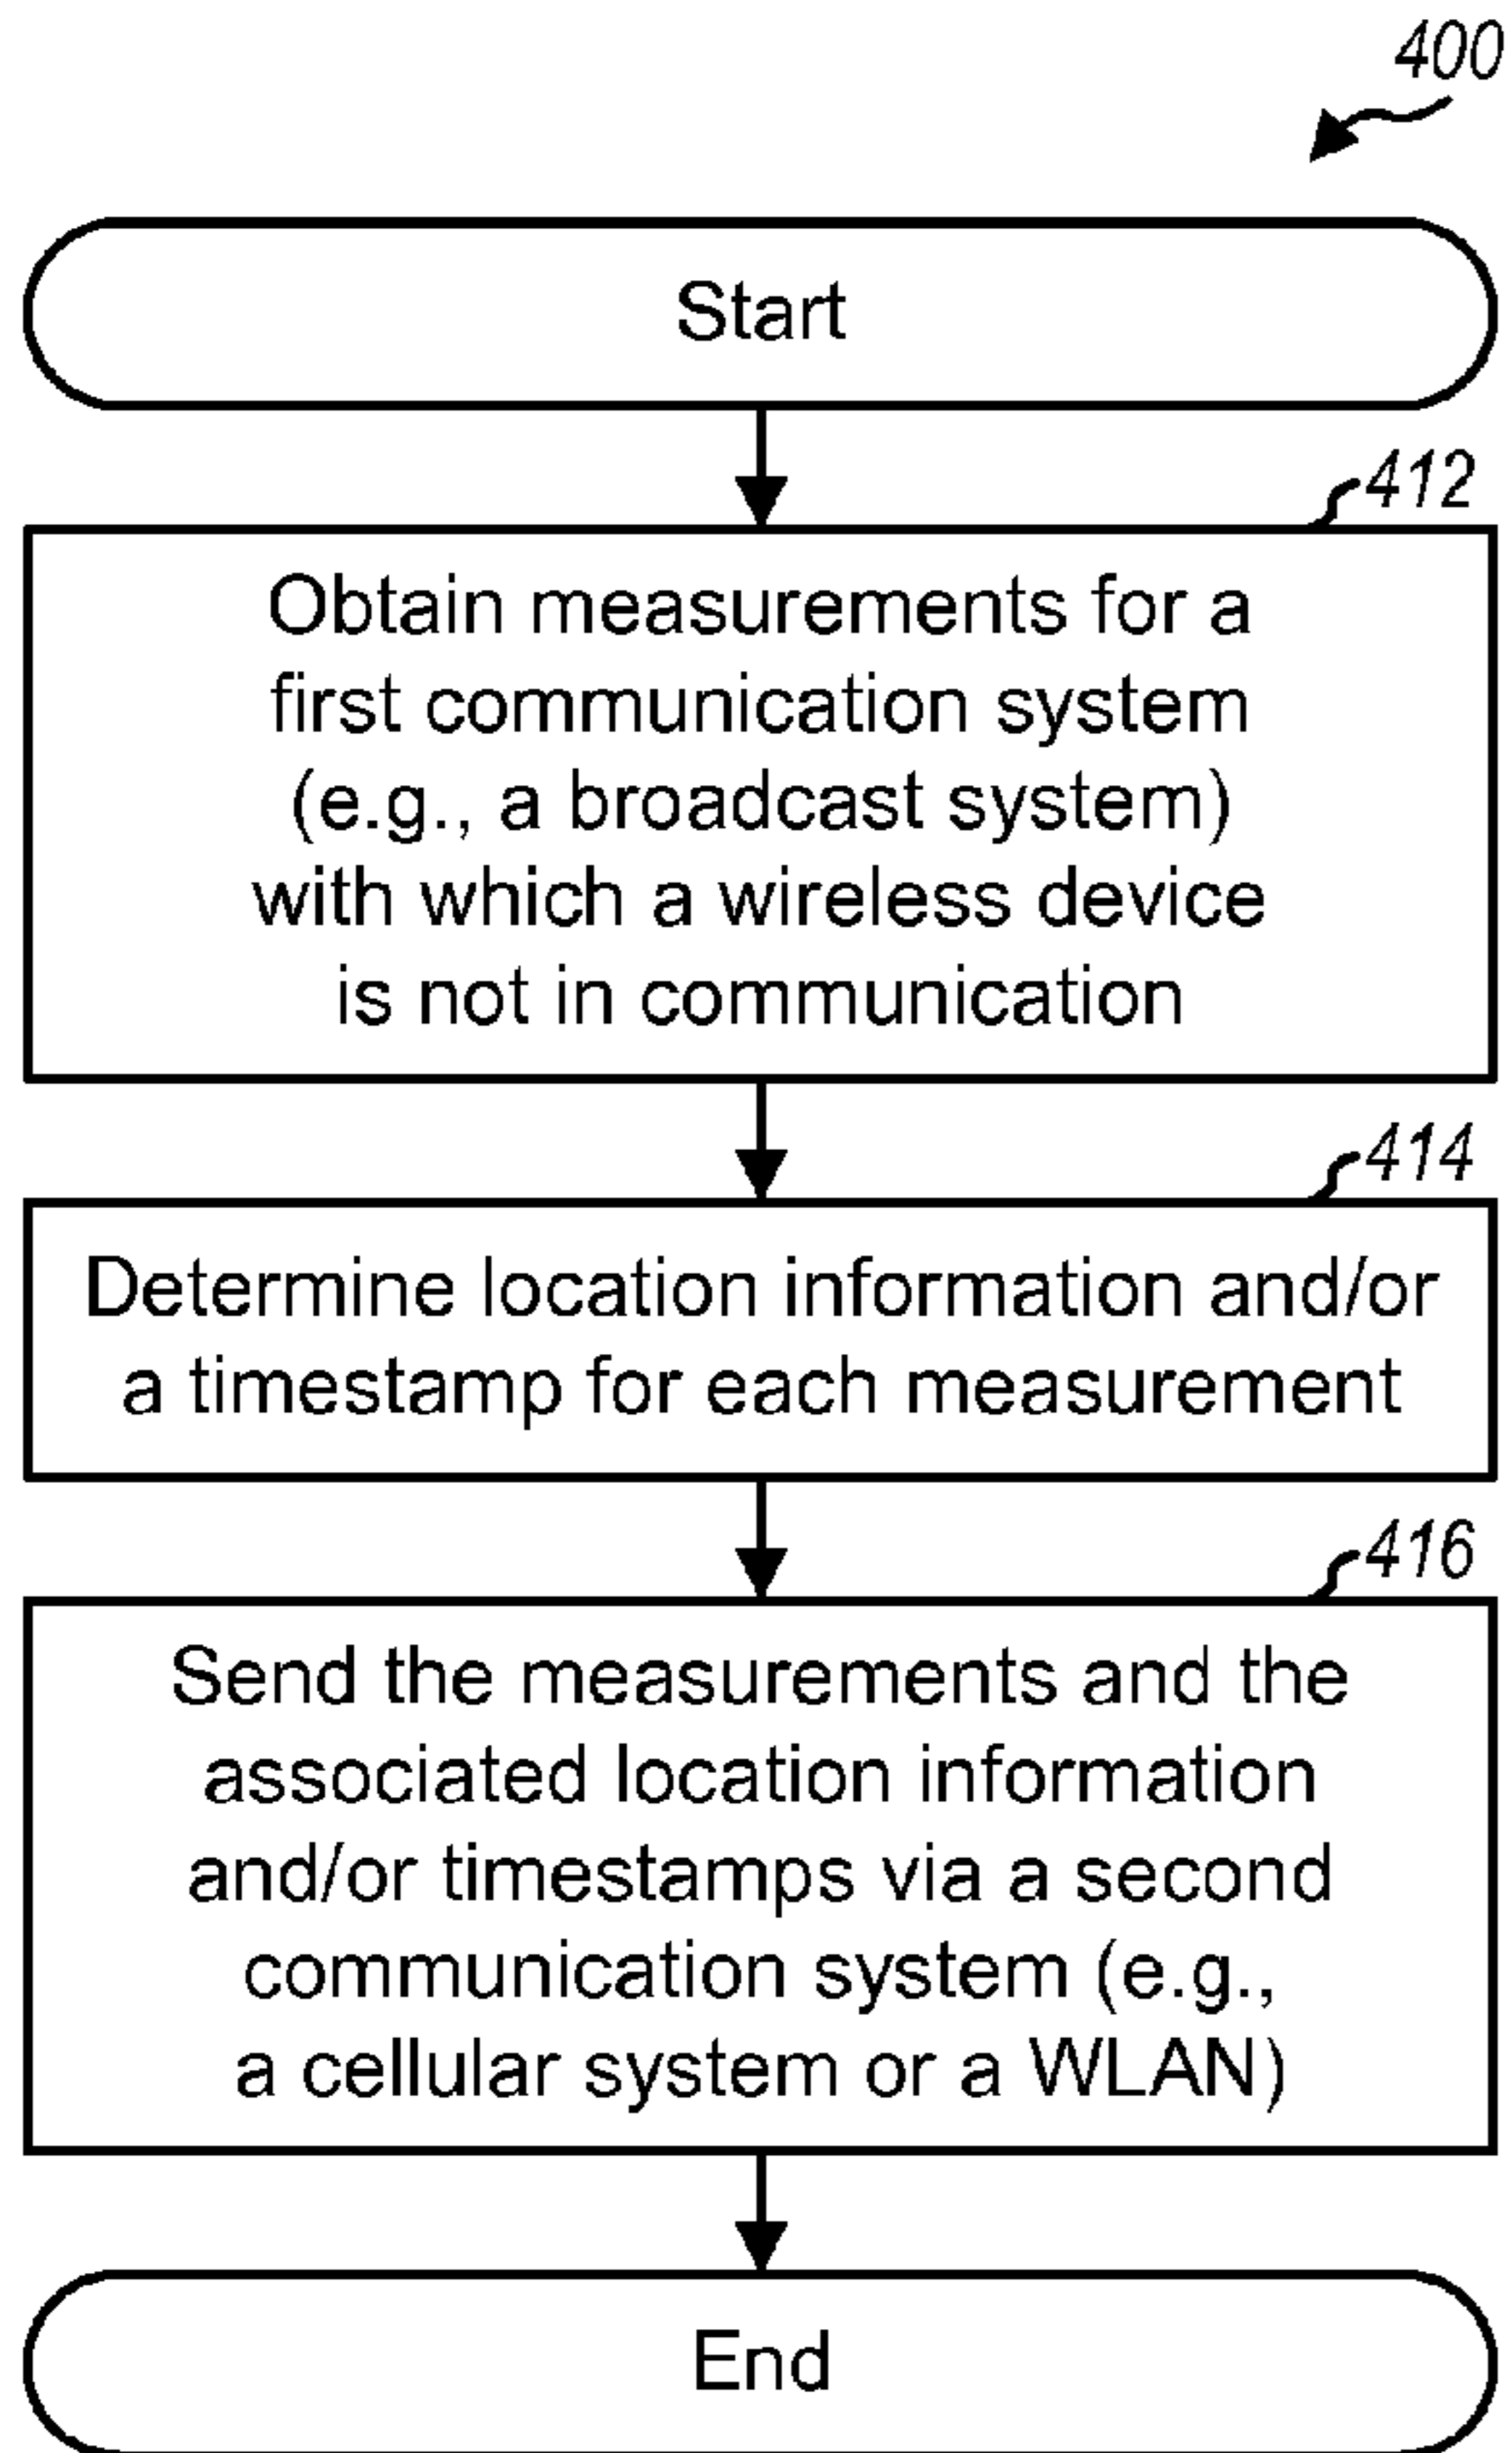 400
Start
412
Obtain measurements for a
first communication system
(e.g., a broadcast system)
with which a wireless device
is not in communication
414
Determine location information and/or
a timestamp for each measurement
416
Send the measurements and the
associated location information
and/or timestamps via a second
communication system (e.g.,
a cellular system or a WLAN)
End